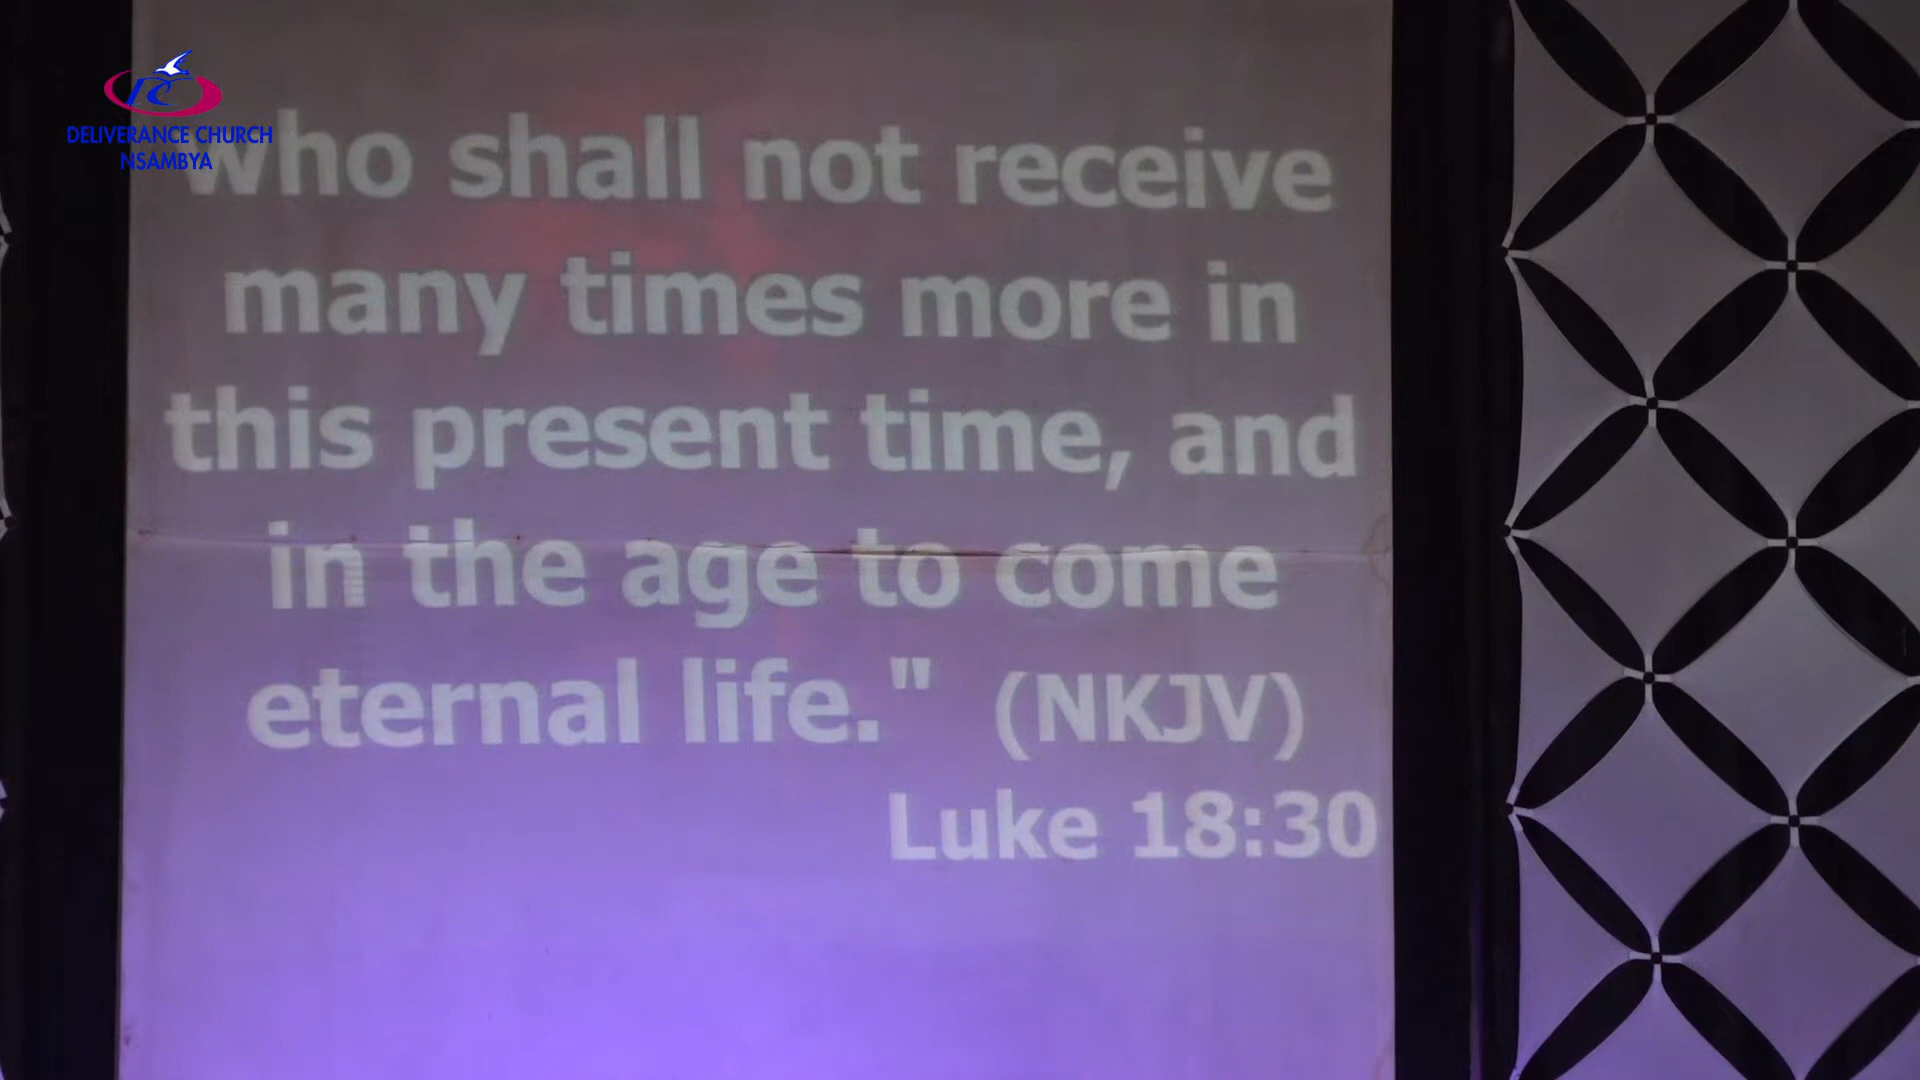 DELIVERANCE CHURCH
NSAMBYA
who shall not receive
many times more in
this present time, and
in the age to come
eternal life." (NKJV)
Luke 18:30